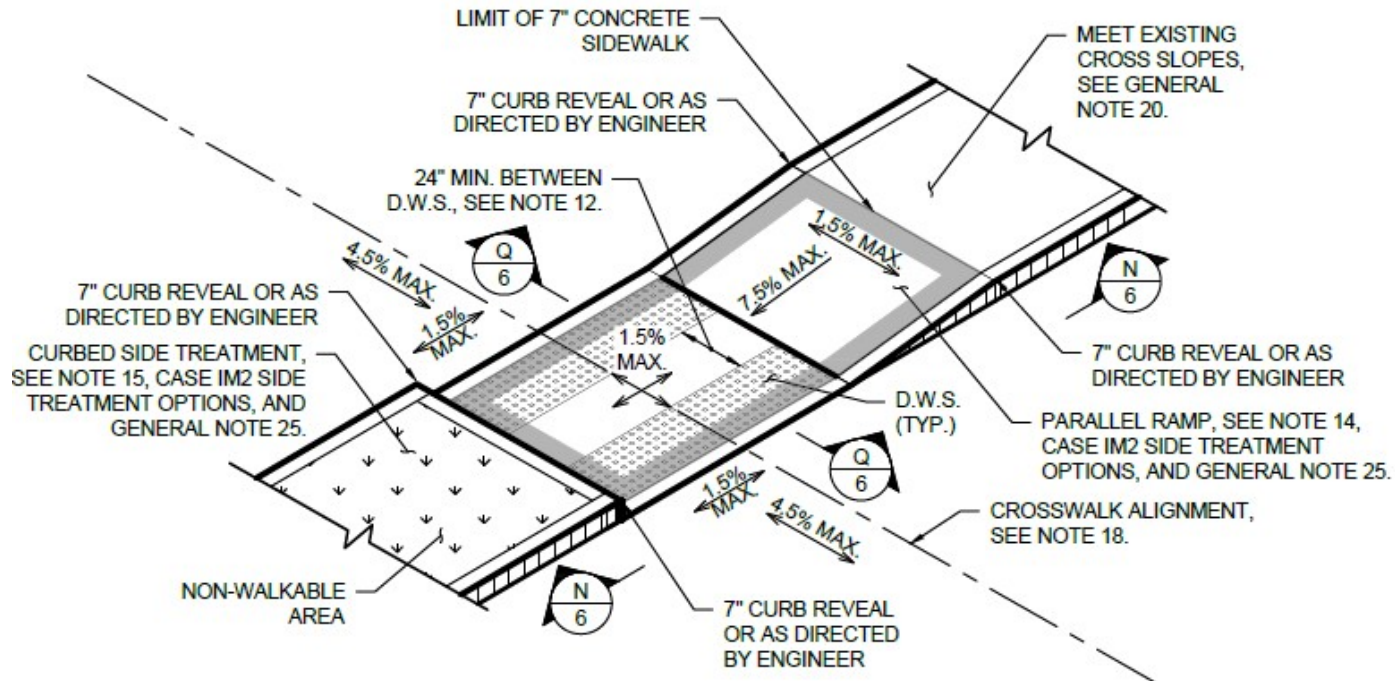 LIMIT OF 7" CONCRETE
SIDEWALK
MEET EXISTING
CROSS SLOPES,
SEE GENERAL
NOTE 20.
7" CURB REVEAL OR AS
DIRECTED BY ENGINEER
24" MIN. BETWEEN
D.W.S., SEE NOTE 12.
1.5% MAX.
7.5% MAX.
Q
6
4.5% MAX.
1.5%
MAX.
N
6
7" CURB REVEAL OR AS
DIRECTED BY ENGINEER
CURBED SIDE TREATMENT,
SEE NOTE 15, CASE IM2 SIDE
TREATMENT OPTIONS, AND
GENERAL NOTE 25.
1.5%
MAX.
7" CURB REVEAL OR AS
DIRECTED BY ENGINEER
D.W.S.
(TYP.)
PARALLEL RAMP, SEE NOTE 14,
CASE IM2 SIDE TREATMENT
OPTIONS, AND GENERAL NOTE 25.
Q
6
1.5%
MAX.
4.5% MAX.
CROSSWALK ALIGNMENT,
SEE NOTE 18.
NON-WALKABLE
AREA
N
6
7" CURB REVEAL
OR AS DIRECTED
BY ENGINEER